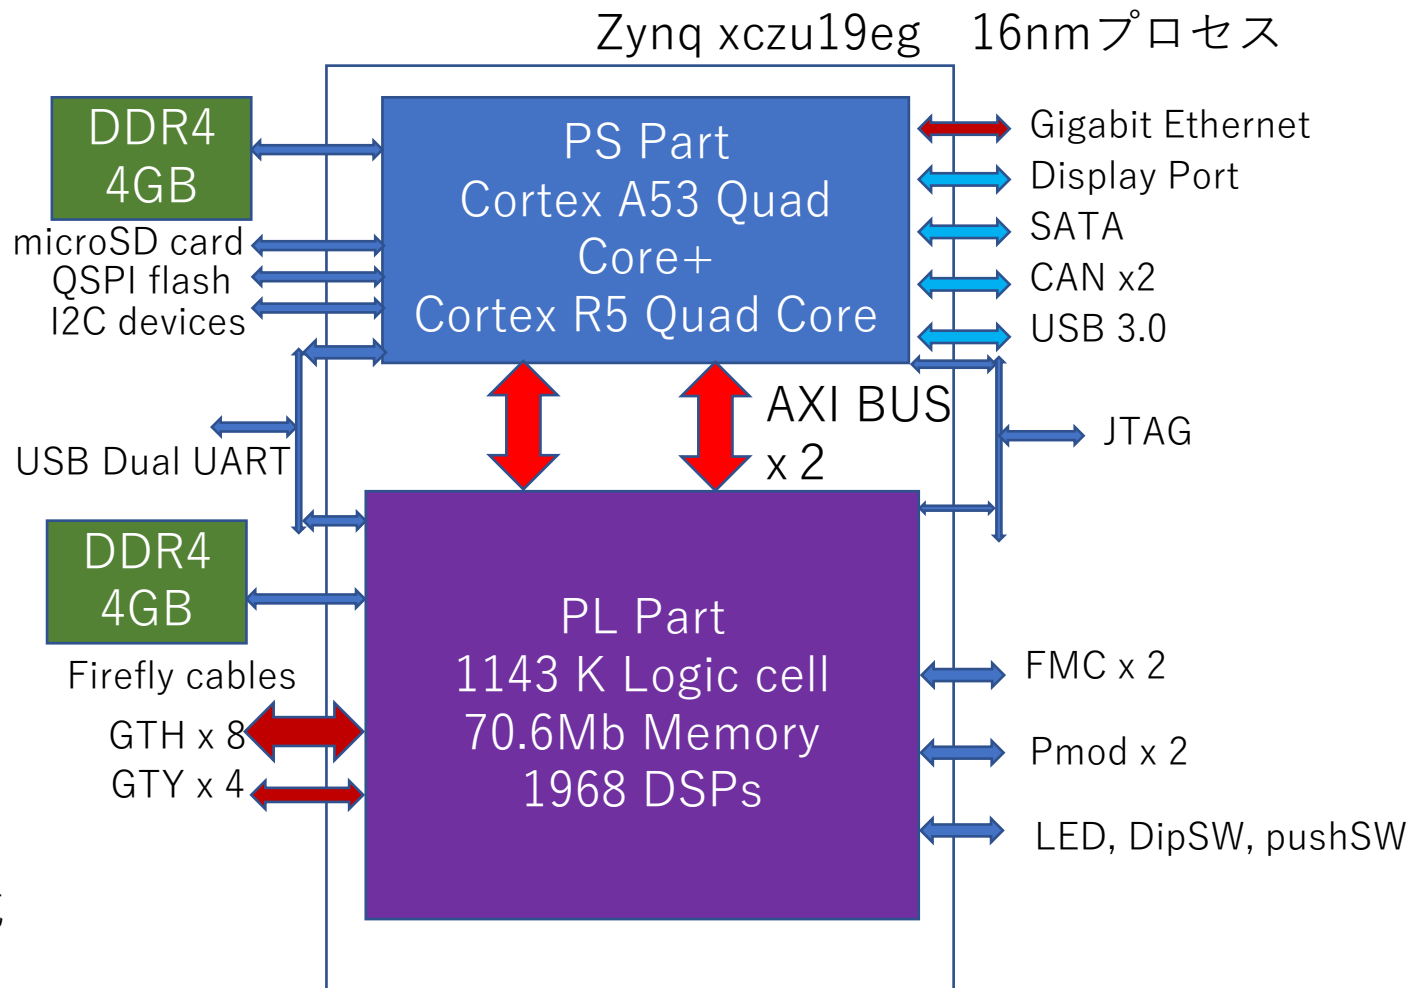 Zynq xczu19eg 16nmプロセス
DDR4
4GB
microSD card
QSPI flash
I2C devices
PS Part
Cortex A53 Quad
Core+
Cortex R5 Quad Core
Gigabit Ethernet
Display Port
SATA
CAN x2
USB 3.0
AXI BUS
x 2
JTAG
USB Dual UART
DDR4
4GB
Firefly cables
GTH x 8
GTY x 4
PL Part
1143 K Logic cell
70.6Mb Memory
1968 DSPs
FMC x 2
Pmod x 2
LED, DipSW, pushSW